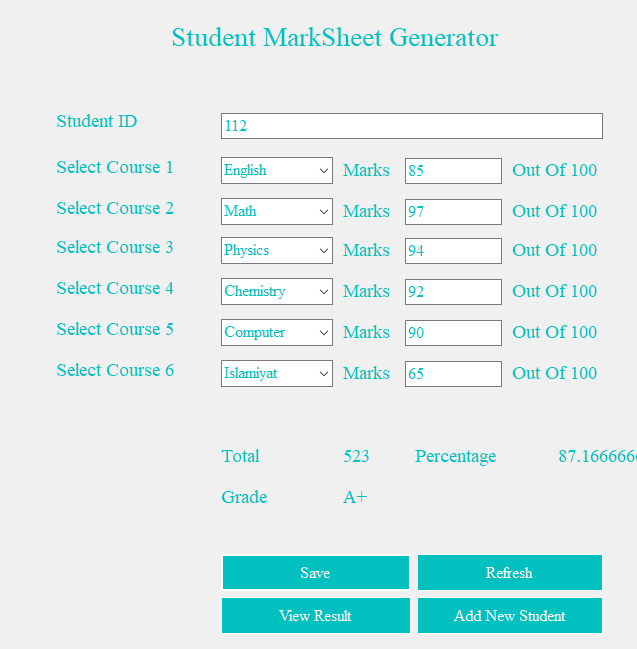 Student MarkSheet Generator
Student ID 112
Select Course 1 English Marks 85 Out Of 100
Select Course 2 Math Marks 97 Out Of 100
Select Course 3 Physics Marks 94 Out Of 100
Select Course 4 Chemistry Marks 92 Out Of 100
Select Course 5 Computer Marks 90 Out Of 100
Select Course 6 Islamiyat Marks 65 Out Of 100
Total 523 Percentage 87.166666
Grade A+
Save Refresh
View Result Add New Student